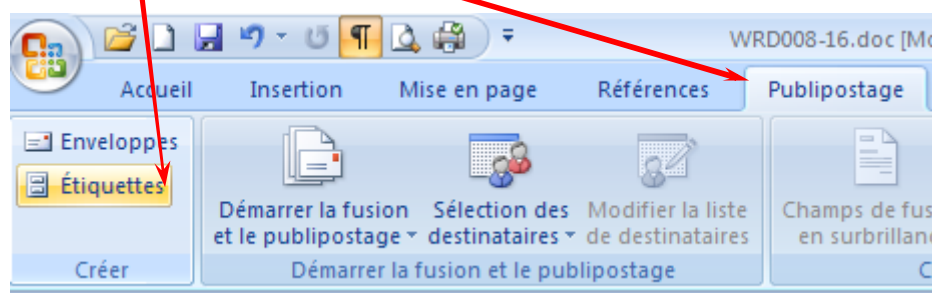 WRD008-16.doc [Mo
Accueil Insertion Mise en page Références Publipostage
Enveloppes
Étiquettes
Démarrer la fusion et le publipostage
Sélection des destinataires
Modifier la liste de destinataires
Champs de fus
en surbrillan
Créer Démarrer la fusion et le publipostage C